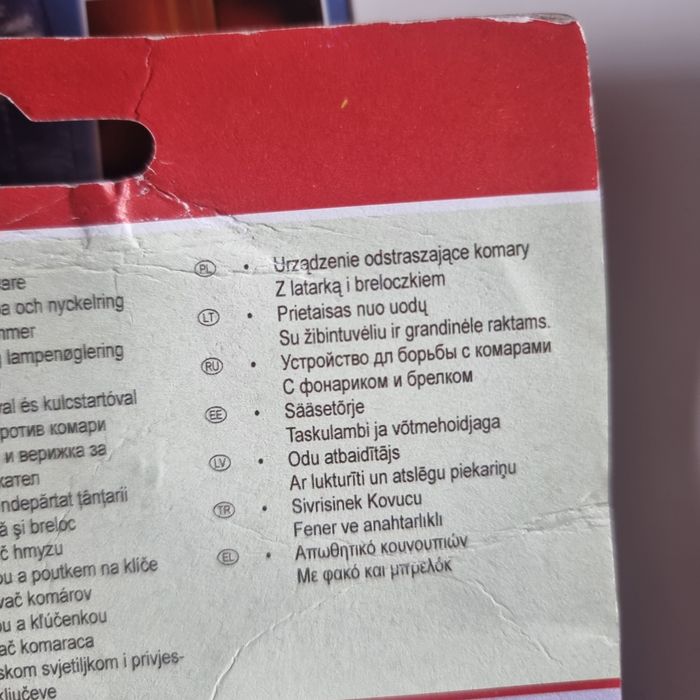 och nyckelring
lampenøglering
és kulcstartóval
против комари
и верижка за
ndepărtat ţânţarii
ă şi breloc
č hmyzu
ou a poutkem na klíče
vač komárov
ou a kľúčenkou
ač komaraca
skom svjetiljkom i privjes-
ključeve
PL • Urządzenie odstraszające komary
Z latarką i breloczkiem
LT • Prietaisas nuo uodų
Su žibintuvėliu ir grandinėle raktams.
RU • Устройство дл борьбы с комарами
С фонариком и брелком
EE • Sääsetõrje
Taskulambi ja võtmehoidjaga
LV • Odu atbaidītājs
Ar lukturīti un atslēgu piekariņu
TR • Sivrisinek Kovucu
Fener ve anahtarlıklı
EL • Απωθητικό κουνουπιών
Με φακό και μπρελόκ